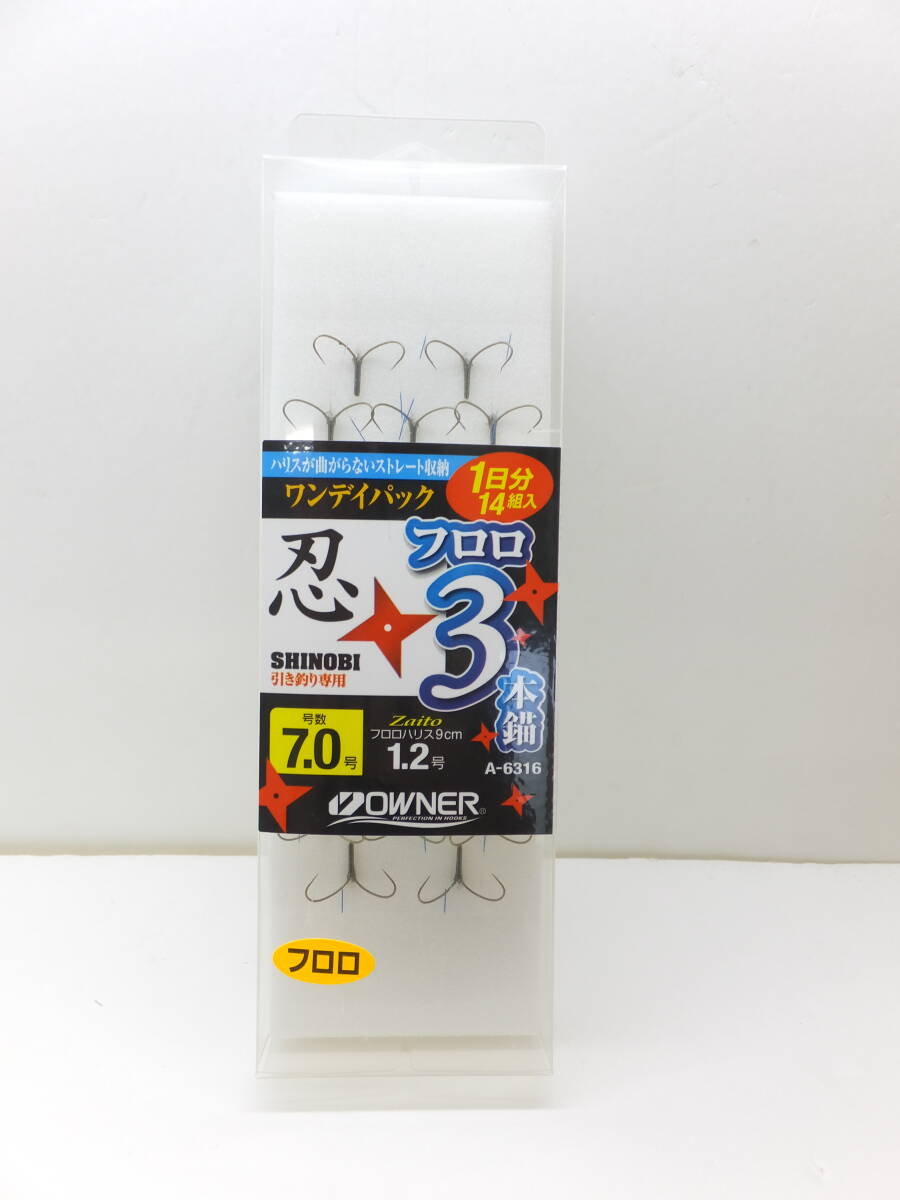 ハリスが曲がらないストレート収納
ワンデイパック
1日分
14組入
忍
フロロ
3
本錨
SHINOBI
引き釣り専用
号数
7.0号
Zaito
フロロハリス9cm
1.2号
A-6316
OWNER®
PERFECTION IN HOOKS
フロロ